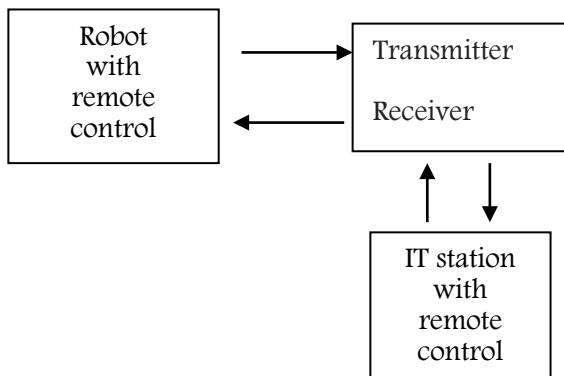 Robot
with
remote
control
Transmitter
Receiver
IT station
with
remote
control